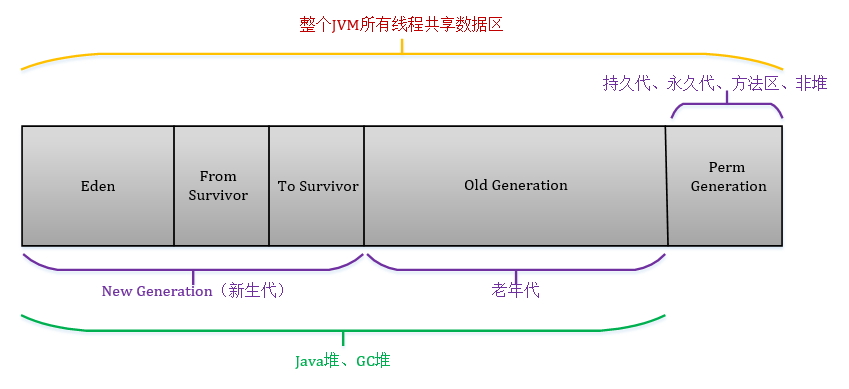 整个JVM所有线程共享数据区
持久代、永久代、方法区、非堆
Eden
From
Survivor
To Survivor
Old Generation
Perm
Generation
New Generation（新生代）
老年代
Java堆、GC堆